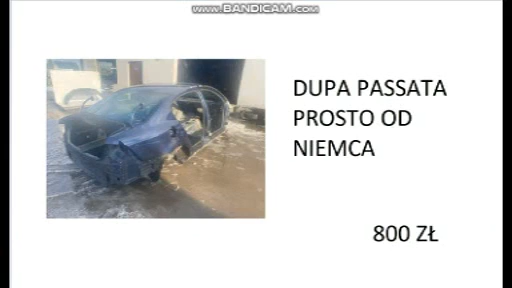 www.BANDICAM.com
DUPA PASSATA
PROSTO OD
NIEMCA
800 ZŁ